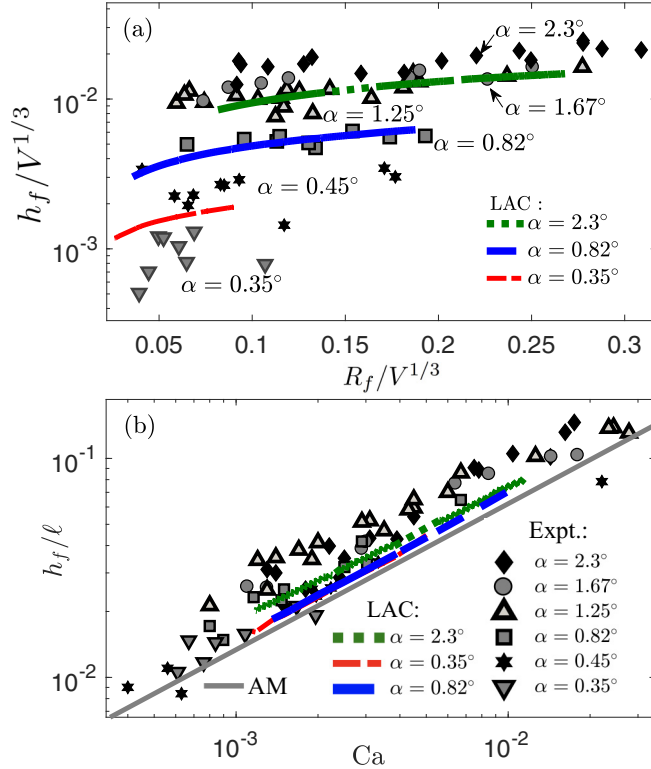 (a)
α = 2.3°
α = 1.67°
α = 1.25°
α = 0.82°
α = 0.45°
α = 0.35°
LAC :
α = 2.3°
α = 0.82°
α = 0.35°
10⁻²
10⁻³
h_f/V^{1/3}
0.05 0.1 0.15 0.2 0.25 0.3
R_f/V^{1/3}
(b)
10⁻¹
10⁻²
h_f/ℓ
Expt.:
α = 2.3°
α = 1.67°
α = 1.25°
α = 0.82°
α = 0.45°
α = 0.35°
LAC:
α = 2.3°
α = 0.35°
α = 0.82°
AM
10⁻³ 10⁻²
Ca